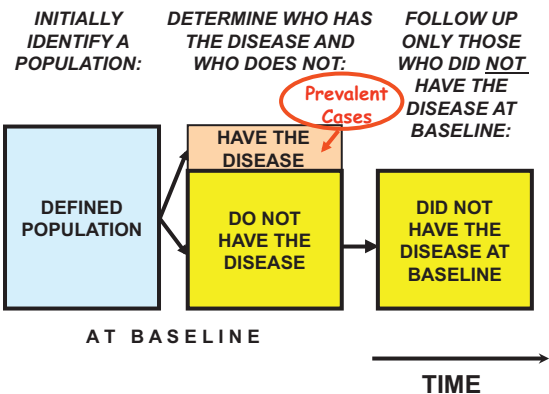 INITIALLY
IDENTIFY A
POPULATION:
DETERMINE WHO HAS
THE DISEASE AND
WHO DOES NOT:
FOLLOW UP
ONLY THOSE
WHO DID NOT
HAVE THE
DISEASE AT
BASELINE:
Prevalent
Cases
HAVE THE
DISEASE
DEFINED
POPULATION
DO NOT
HAVE THE
DISEASE
DID NOT
HAVE THE
DISEASE AT
BASELINE
AT BASELINE
TIME